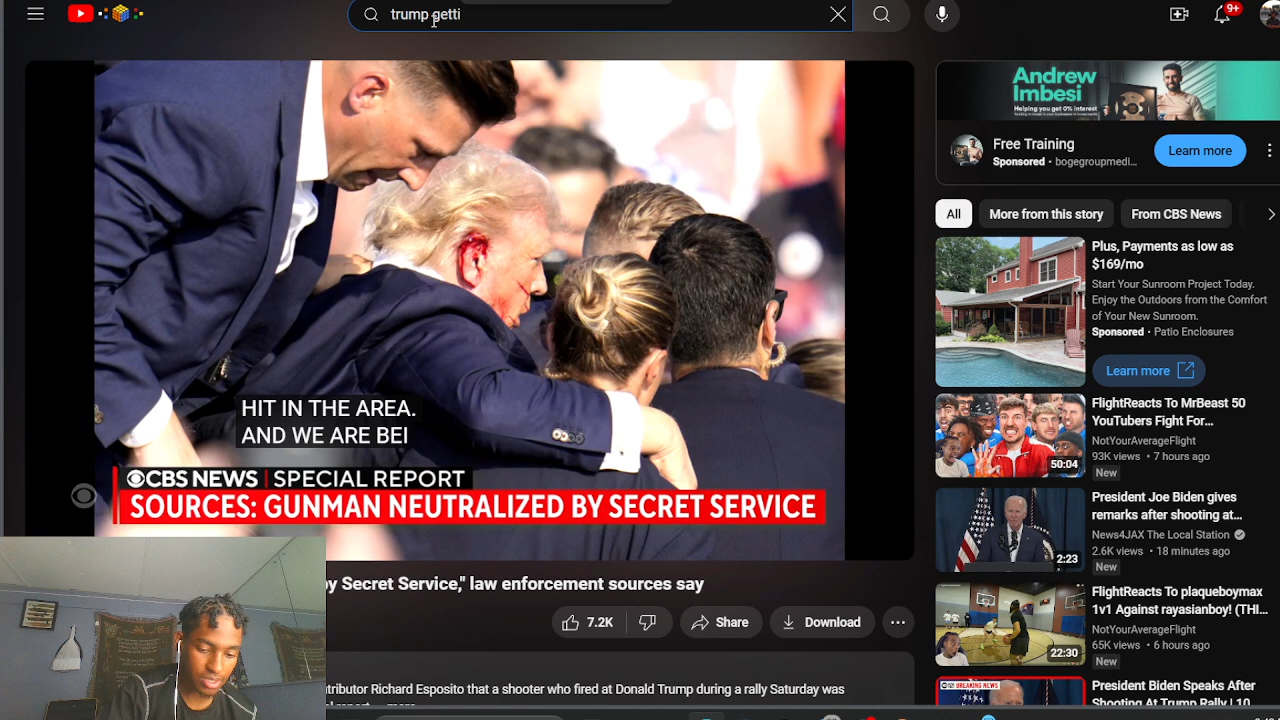 trump getti
9+
HIT IN THE AREA.
AND WE ARE BEI
CBS NEWS | SPECIAL REPORT
SOURCES: GUNMAN NEUTRALIZED BY SECRET SERVICE
by Secret Service," law enforcement sources say
7.2K
Share
Download
tributor Richard Esposito that a shooter who fired at Donald Trump during a rally Saturday was
Andrew
Imbesi
Helping you get 0% interest
Free Training
Sponsored • bogegroupmedi...
Learn more
All
More from this story
From CBS News
Plus, Payments as low as
$169/mo
Start Your Sunroom Project Today.
Enjoy the Outdoors from the Comfort
of Your New Sunroom.
Sponsored • Patio Enclosures
Learn more
50:04
FlightReacts To MrBeast 50
YouTubers Fight For...
NotYourAverageFlight
93K views • 7 hours ago
New
2:23
President Joe Biden gives
remarks after shooting at...
News4JAX The Local Station
2.6K views • 18 minutes ago
New
22:30
FlightReacts To plaqueboymax
1v1 Against rayasianboy! (THI...
NotYourAverageFlight
65K views • 6 hours ago
New
BREAKING NEWS
President Biden Speaks After
Shooting At Trump Rally | 10